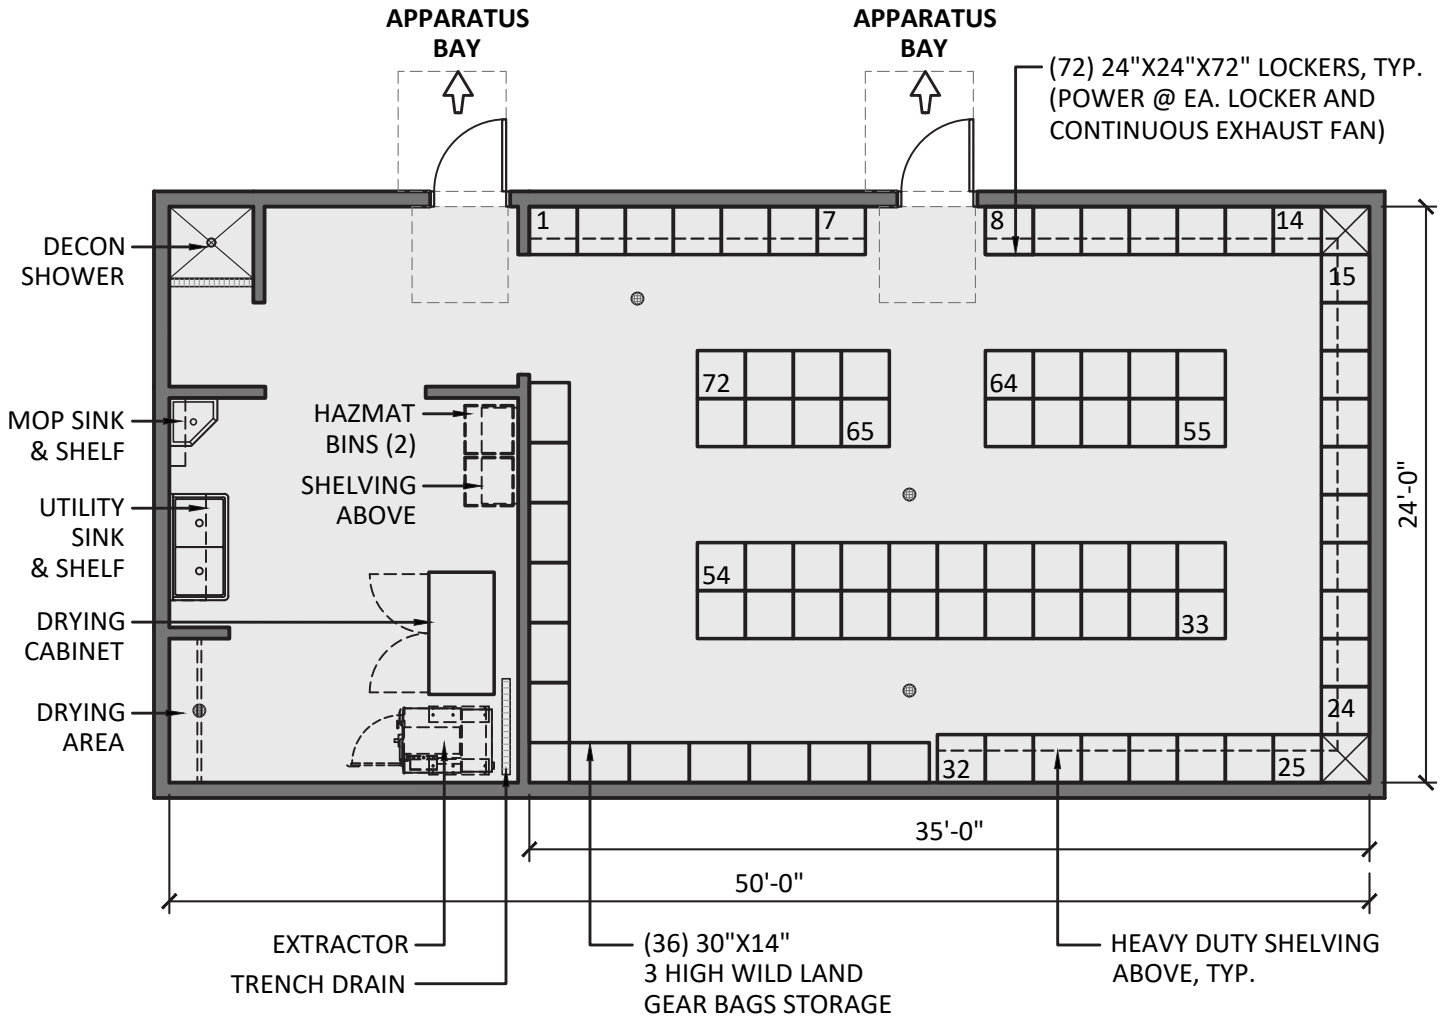 APPARATUS
BAY
APPARATUS
BAY
(72) 24"X24"X72" LOCKERS, TYP.
(POWER @ EA. LOCKER AND
CONTINUOUS EXHAUST FAN)
1
7
8
14
DECON
SHOWER
15
72
64
MOP SINK
& SHELF
HAZMAT
BINS (2)
65
55
SHELVING
ABOVE
UTILITY
SINK
& SHELF
24'-0"
54
DRYING
CABINET
33
DRYING
AREA
24
32
25
35'-0"
50'-0"
EXTRACTOR
TRENCH DRAIN
(36) 30"X14"
3 HIGH WILD LAND
GEAR BAGS STORAGE
HEAVY DUTY SHELVING
ABOVE, TYP.